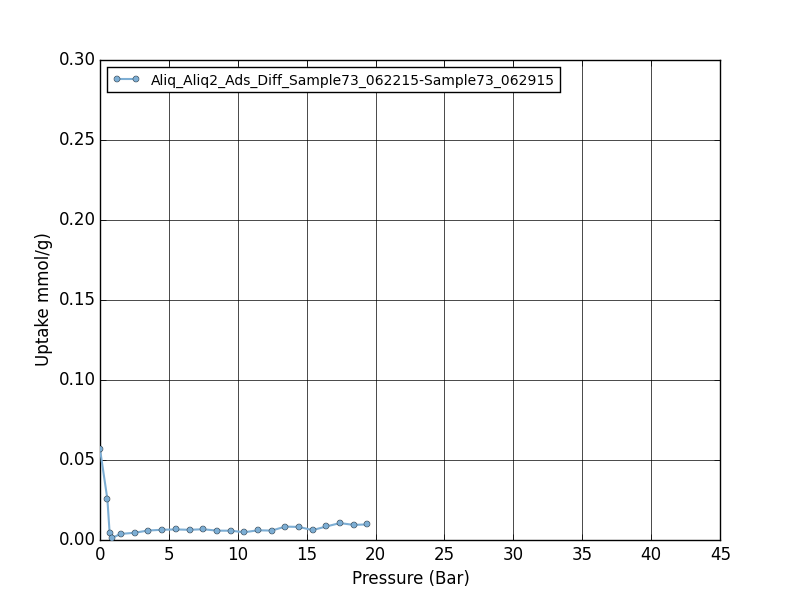 0.30
Aliq_Aliq2_Ads_Diff_Sample73_062215-Sample73_062915
0.25
0.20
0.15
0.10
0.05
0.00
Uptake mmol/g)
0 5 10 15 20 25 30 35 40 45
Pressure (Bar)